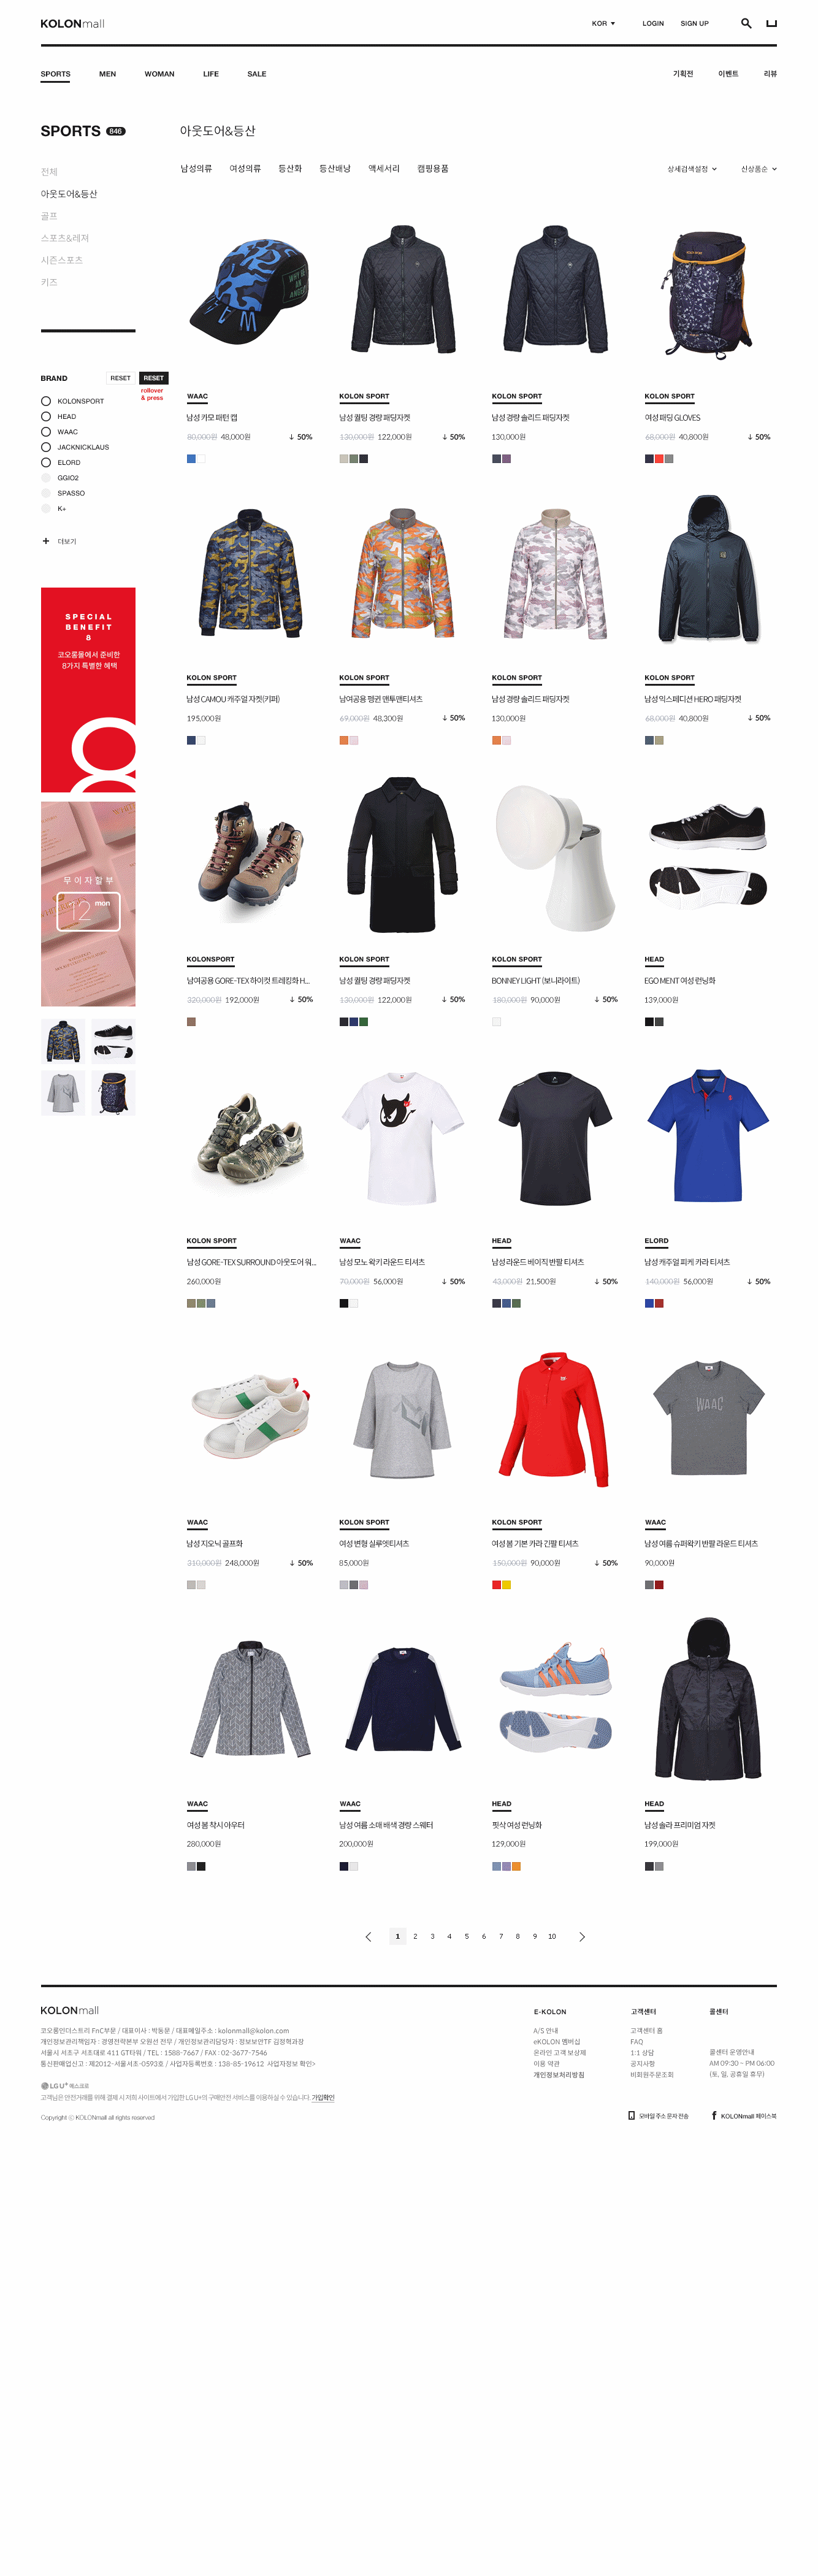 KOLONmall
KOR ▼
LOGIN
SIGN UP
SPORTS
MEN
WOMAN
LIFE
SALE
기획전
이벤트
리뷰
SPORTS 846
아웃도어&등산
전체
아웃도어&등산
골프
스포츠&레저
시즌스포츠
키즈
남성의류
여성의류
등산화
등산배낭
액세서리
캠핑용품
상세검색설정
신상품순
BRAND
RESET
RESET
rollover
& press
KOLONSPORT
HEAD
WAAC
JACKNICKLAUS
ELORD
GGIO2
SPASSO
K+
+ 더보기
SPECIAL
BENEFIT
8
코오롱몰에서 준비한
8가지 특별한 혜택
무이자할부
12 mon
WAAC
남성 카모 패턴 캡
80,000원 48,000원 ↓ 50%
KOLON SPORT
남성 퀼팅 경량 패딩자켓
130,000원 122,000원 ↓ 50%
KOLON SPORT
남성 경량 솔리드 패딩자켓
130,000원
KOLON SPORT
여성 패딩 GLOVES
68,000원 40,800원 ↓ 50%
KOLON SPORT
남성 CAMOU 캐주얼 자켓(키퍼)
195,000원
KOLON SPORT
남여공용 펭귄 맨투맨티셔츠
69,000원 48,300원 ↓ 50%
KOLON SPORT
남성 경량 솔리드 패딩자켓
130,000원
KOLON SPORT
남성 익스페디션 HERO 패딩자켓
68,000원 40,800원 ↓ 50%
KOLONSPORT
남여공용 GORE-TEX 하이컷 트레킹화 H...
320,000원 192,000원 ↓ 50%
KOLON SPORT
남성 퀼팅 경량 패딩자켓
130,000원 122,000원 ↓ 50%
KOLON SPORT
BONNEY LIGHT (보니라이트)
180,000원 90,000원 ↓ 50%
HEAD
EGO MENT 여성 런닝화
139,000원
KOLON SPORT
남성 GORE-TEX SURROUND 아웃도어 워...
260,000원
WAAC
남성 모노 왁키 라운드 티셔츠
70,000원 56,000원 ↓ 50%
HEAD
남성 라운드 베이직 반팔 티셔츠
43,000원 21,500원 ↓ 50%
ELORD
남성 캐주얼 피케 카라 티셔츠
140,000원 56,000원 ↓ 50%
WAAC
WAAC
남성 지오닉 골프화
310,000원 248,000원 ↓ 50%
KOLON SPORT
여성 변형 실루엣티셔츠
85,000원
KOLON SPORT
여성 봄 기본 카라 긴팔 티셔츠
150,000원 90,000원 ↓ 50%
WAAC
남성 여름 슈퍼왁키 반팔 라운드 티셔츠
90,000원
WAAC
여성 봄 착시 아우터
280,000원
WAAC
남성 여름 소매 배색 경량 스웨터
200,000원
HEAD
핏삭 여성 런닝화
129,000원
HEAD
남성 솔라 프리미엄 자켓
199,000원
1 2 3 4 5 6 7 8 9 10
KOLONmall
코오롱인더스트리 FnC부문 / 대표이사 : 박동문 / 대표메일주소 : kolonmall@kolon.com
개인정보관리책임자 : 경영전략본부 오원선 전무 / 개인정보관리담당자 : 정보보안TF 김정혁과장
서울시 서초구 서초대로 411 GT타워 / TEL : 1588-7667 / FAX : 02-3677-7546
통신판매업신고 : 제2012-서울서초-0593호 / 사업자등록번호 : 138-85-19612 사업자정보 확인>
LG U+ 에스크로
고객님은 안전거래를 위해 결제 시 저희 사이트에서 가입한 LG U+의 구매안전 서비스를 이용하실 수 있습니다. 가입확인
Copyright ⓒ KOLONmall all rights reserved
E-KOLON
A/S 안내
eKOLON 멤버십
온라인 고객 보상제
이용 약관
개인정보처리방침
고객센터
고객센터 홈
FAQ
1:1 상담
공지사항
비회원주문조회
콜센터
콜센터 운영안내
AM 09:30 ~ PM 06:00
(토, 일, 공휴일 휴무)
모바일 주소 문자 전송
KOLONmall 페이스북